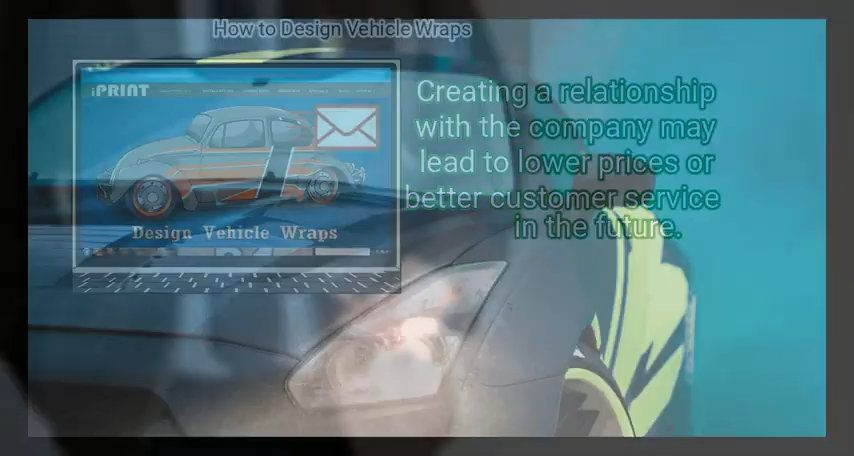 How to Design Vehicle Wraps
iPRINT
Creating a relationship
with the company may
lead to lower prices or
better customer service
in the future.
Design Vehicle Wraps